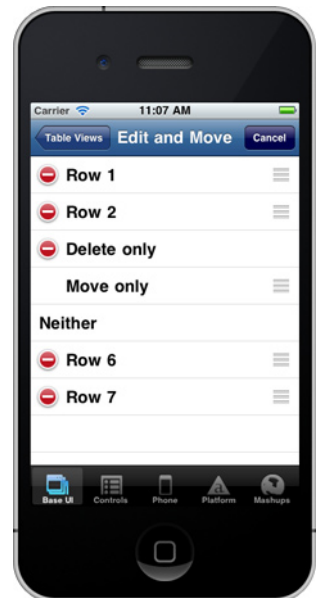 Carrier 11:07 AM
Table Views Edit and Move Cancel
Row 1
Row 2
Delete only
Move only
Neither
Row 6
Row 7
Base UI Controls Phone Platform Mashups